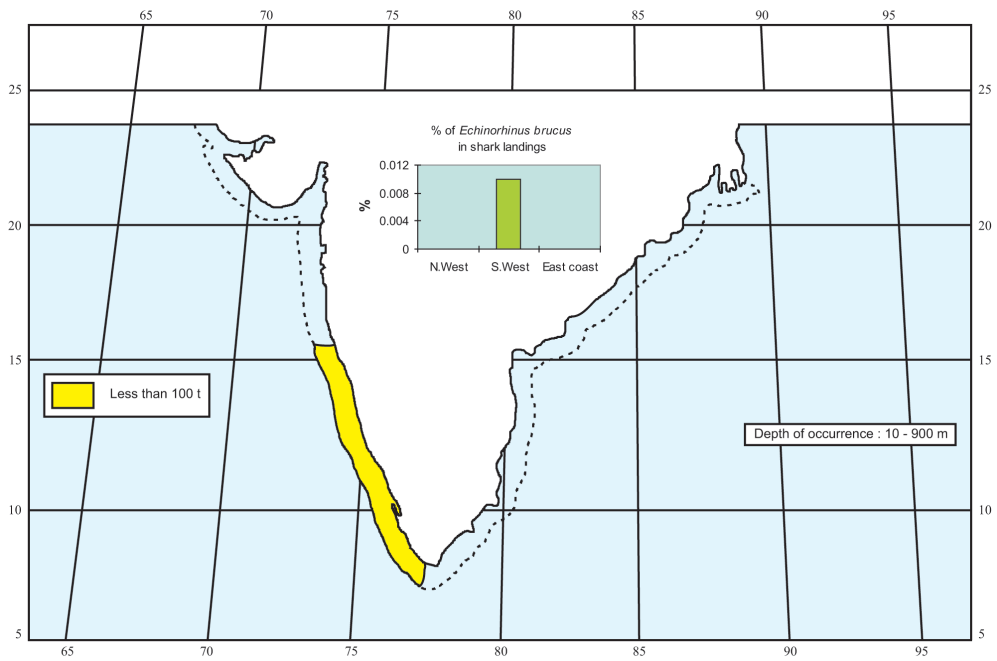 65 70 75 80 85 90 95
25 25
% of Echinorhinus brucus
in shark landings
0.012
0.008
%
0.004
0
N.West S.West East coast
20 20
15 15
Less than 100 t
Depth of occurrence : 10 - 900 m
10 10
5 5
65 70 75 80 85 90 95